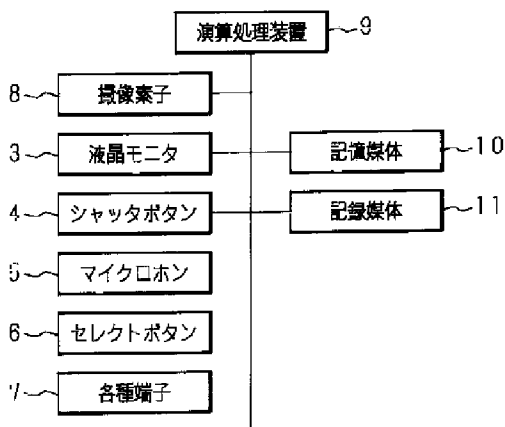 演算処理装置 9
8 撮像素子
3 液晶モニタ 記憶媒体 10
4 シャッタボタン 記録媒体 11
5 マイクロホン
6 セレクトボタン
7 各種端子